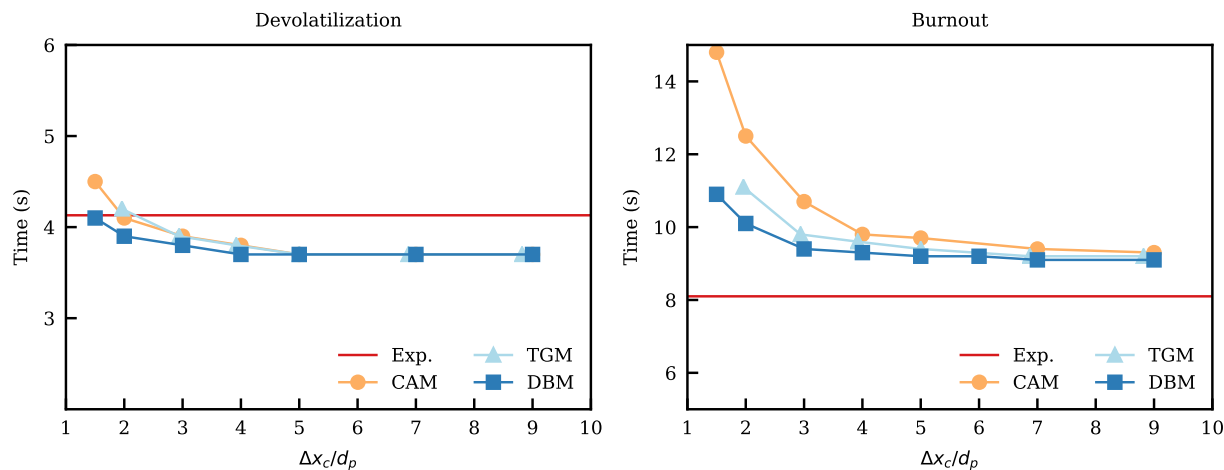 Devolatilization
6
5
4
3
Time (s)
1 2 3 4 5 6 7 8 9 10
Δx_c/d_p
Exp.
CAM
TGM
DBM
Burnout
14
12
10
8
6
Time (s)
1 2 3 4 5 6 7 8 9 10
Δx_c/d_p
Exp.
CAM
TGM
DBM